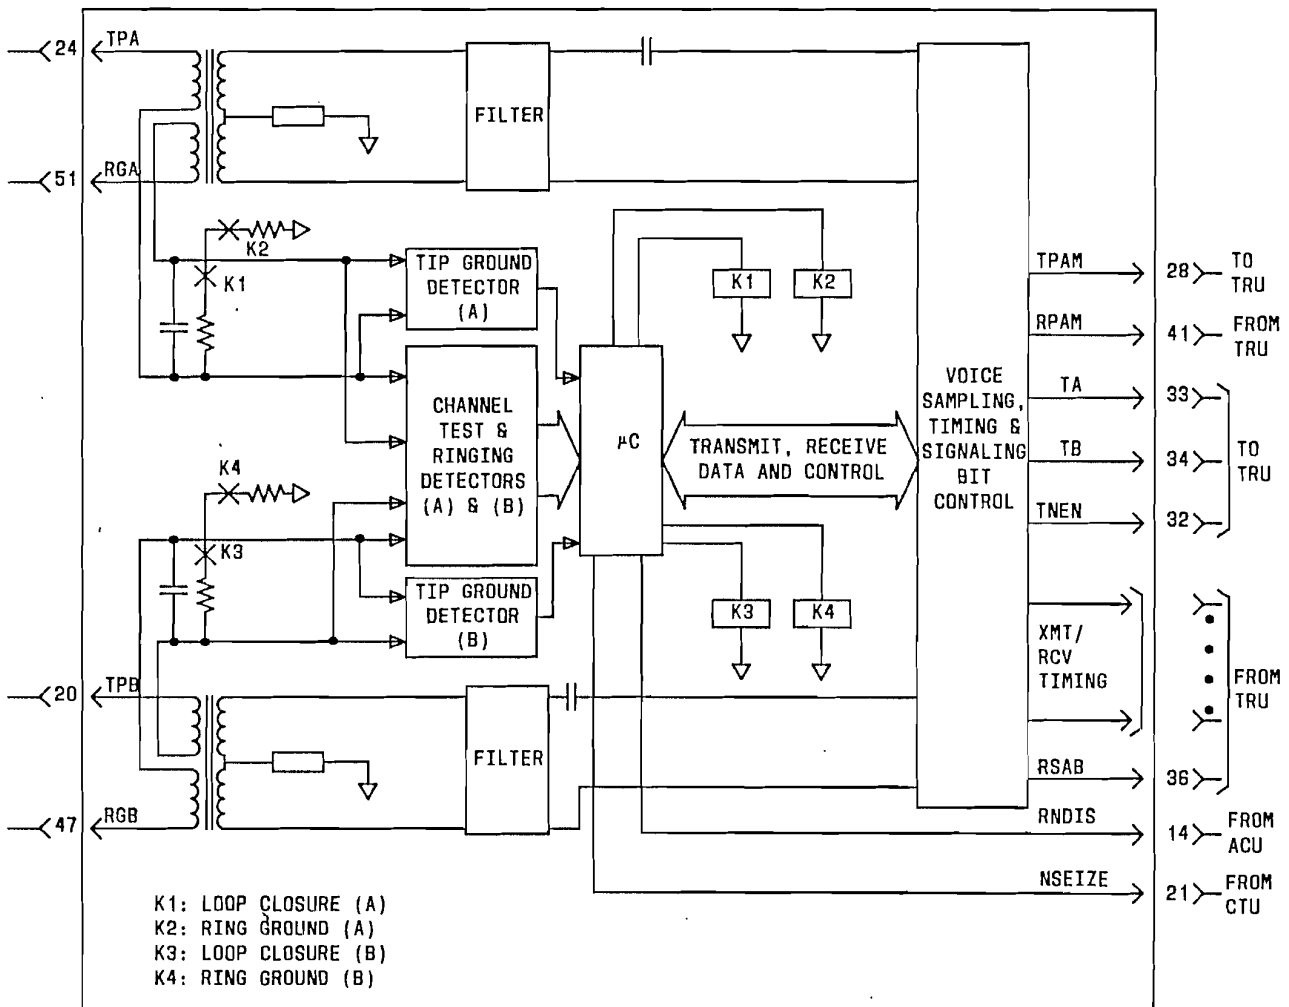 24
TPA
51
RGA
FILTER
K2
K1
TIP GROUND
DETECTOR
(A)
K1
K2
CHANNEL
TEST &
RINGING
DETECTORS
(A) & (B)
µC
TRANSMIT, RECEIVE
DATA AND CONTROL
VOICE
SAMPLING,
TIMING &
SIGNALING
BIT
CONTROL
K4
K3
TIP GROUND
DETECTOR
(B)
K3
K4
20
TPB
47
RGB
FILTER
TPAM
28
TO
TRU
RPAM
41
FROM
TRU
TA
33
TB
34
TO
TRU
TNEN
32
XMT/
RCV
TIMING
FROM
TRU
RSAB
36
RNDIS
14
FROM
ACU
NSEIZE
21
FROM
CTU
K1: LOOP CLOSURE (A)
K2: RING GROUND (A)
K3: LOOP CLOSURE (B)
K4: RING GROUND (B)